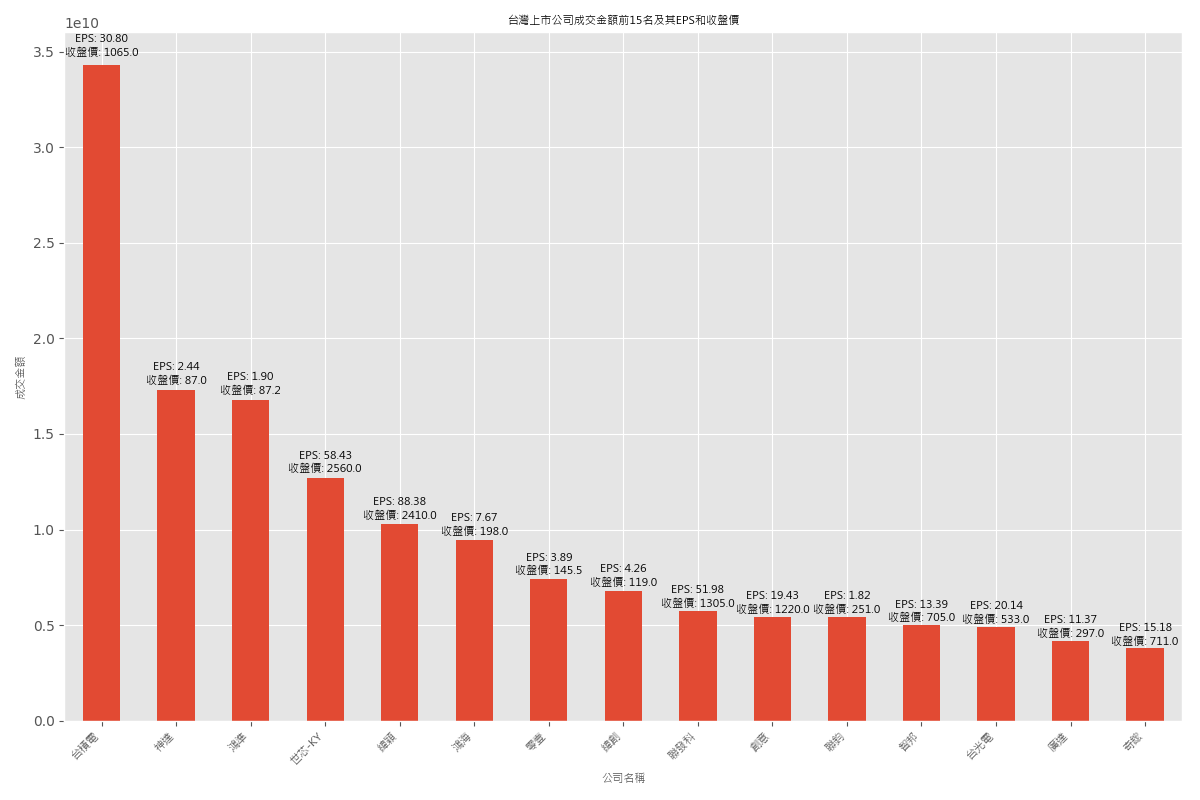 台灣上市公司成交金額前15名及其EPS和收盤價
1e10
EPS: 30.80
收盤價: 1065.0
EPS: 2.44
收盤價: 87.0
EPS: 1.90
收盤價: 87.2
EPS: 58.43
收盤價: 2560.0
EPS: 88.38
收盤價: 2410.0
EPS: 7.67
收盤價: 198.0
EPS: 3.89
收盤價: 145.5
EPS: 4.26
收盤價: 119.0
EPS: 51.98
收盤價: 1305.0
EPS: 19.43
收盤價: 1220.0
EPS: 1.82
收盤價: 251.0
EPS: 13.39
收盤價: 705.0
EPS: 20.14
收盤價: 533.0
EPS: 11.37
收盤價: 297.0
EPS: 15.18
收盤價: 711.0
3.5
3.0
2.5
2.0
1.5
1.0
0.5
0.0
成交金額
台積電
神達
鴻準
世芯-KY
緯穎
鴻海
零壹
緯創
聯發科
創意
聯鈞
智邦
台光電
廣達
奇鋐
公司名稱